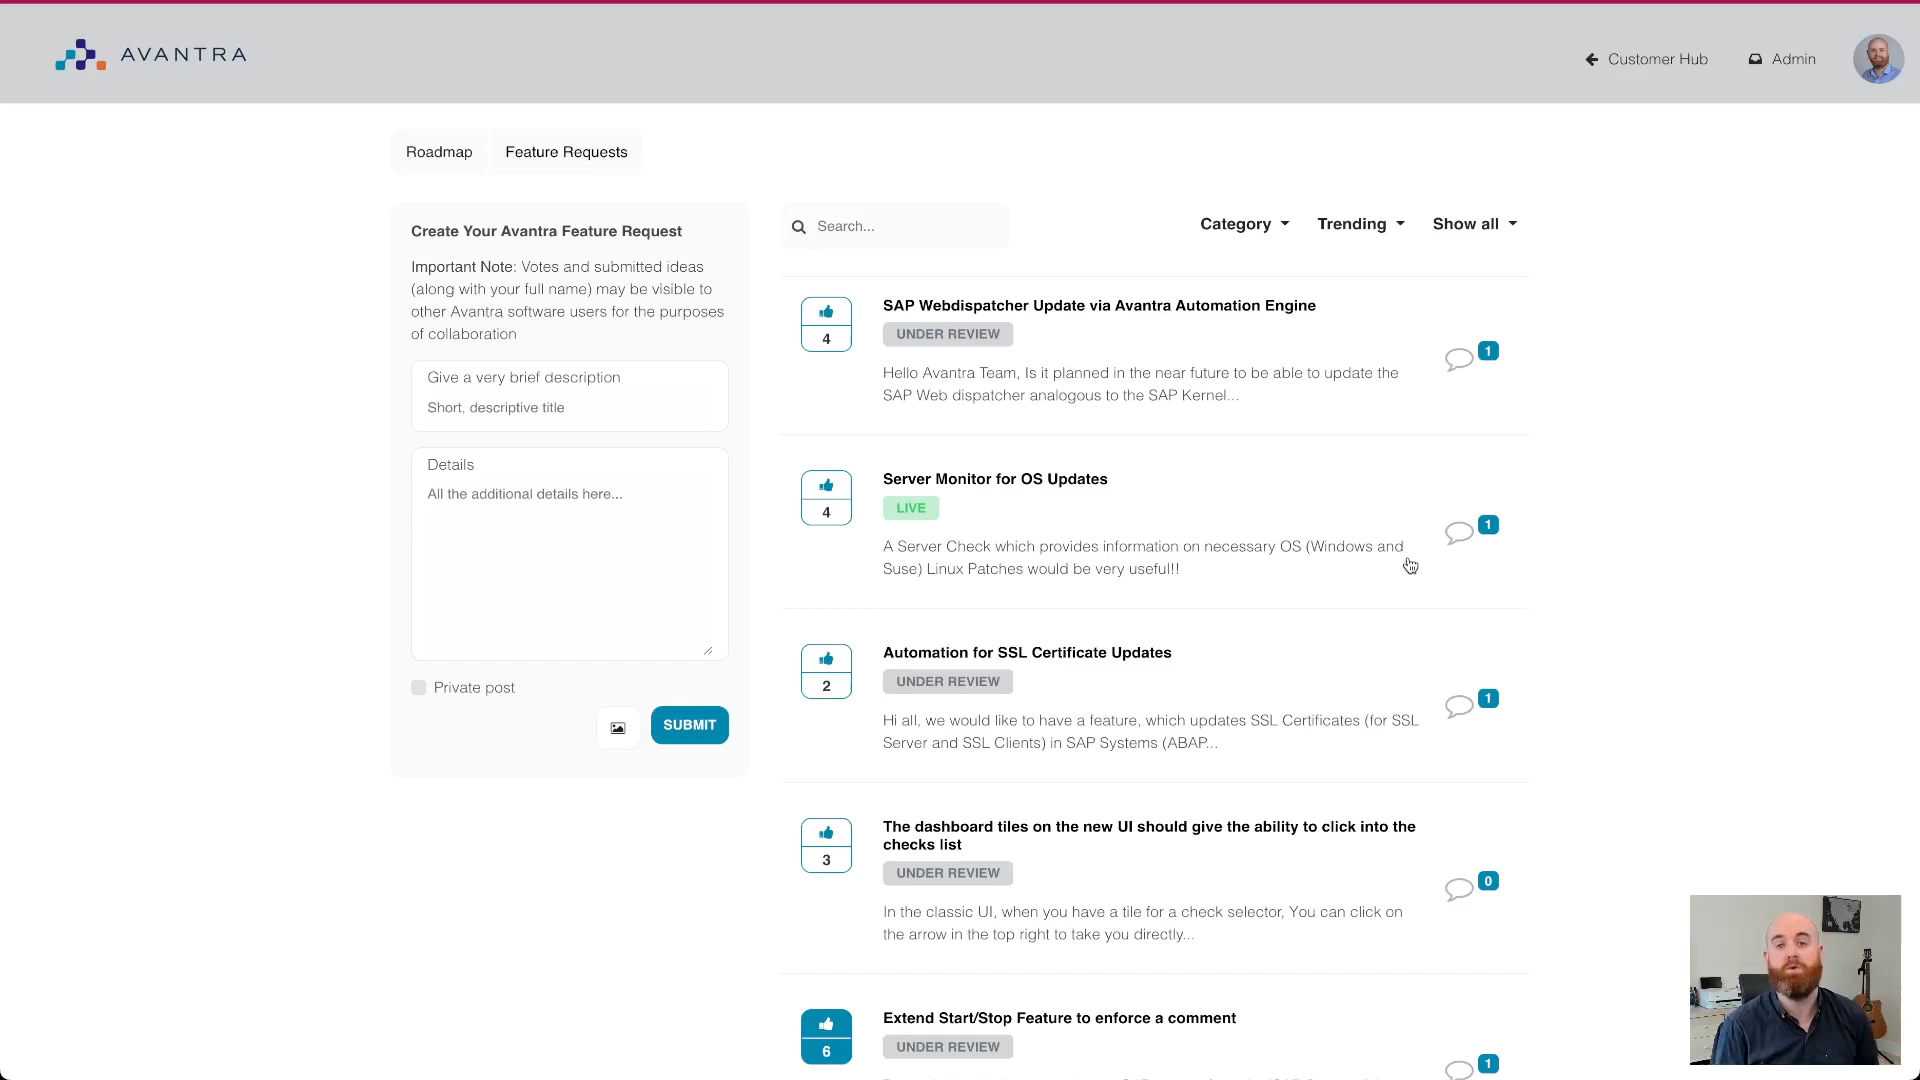 AVANTRA
Customer Hub
Admin
Roadmap
Feature Requests
Create Your Avantra Feature Request
Important Note: Votes and submitted ideas
(along with your full name) may be visible to
other Avantra software users for the purposes
of collaboration
Give a very brief description
Short, descriptive title
Details
All the additional details here...
Private post
SUBMIT
Search...
Category
Trending
Show all
4
SAP Webdispatcher Update via Avantra Automation Engine
UNDER REVIEW
Hello Avantra Team, Is it planned in the near future to be able to update the
SAP Web dispatcher analogous to the SAP Kernel...
1
4
Server Monitor for OS Updates
LIVE
A Server Check which provides information on necessary OS (Windows and
Suse) Linux Patches would be very useful!!
1
2
Automation for SSL Certificate Updates
UNDER REVIEW
Hi all, we would like to have a feature, which updates SSL Certificates (for SSL
Server and SSL Clients) in SAP Systems (ABAP...
1
3
The dashboard tiles on the new UI should give the ability to click into the
checks list
UNDER REVIEW
In the classic UI, when you have a tile for a check selector, You can click on
the arrow in the top right to take you directly...
0
6
Extend Start/Stop Feature to enforce a comment
UNDER REVIEW
1